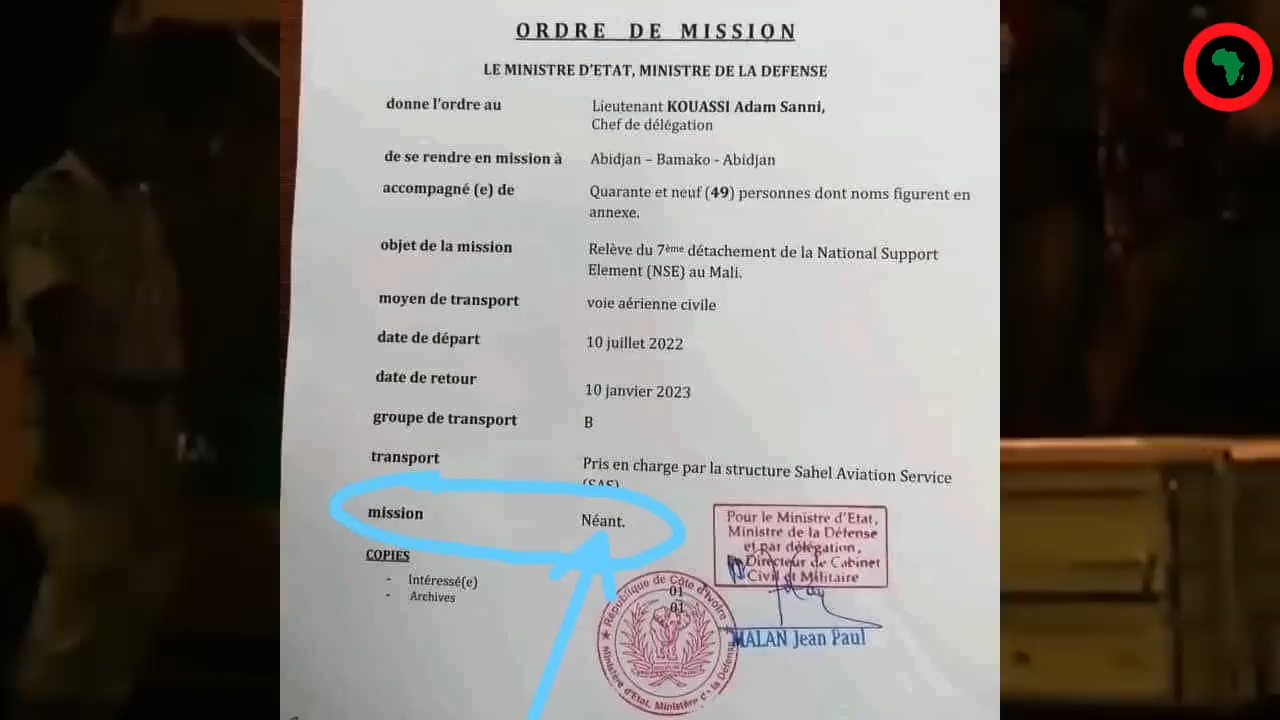 ORDRE DE MISSION
LE MINISTRE D'ETAT, MINISTRE DE LA DEFENSE
donne l'ordre au Lieutenant KOUASSI Adam Sanni,
Chef de délégation
de se rendre en mission à Abidjan – Bamako - Abidjan
accompagné (e) de Quarante et neuf (49) personnes dont noms figurent en
annexe.
objet de la mission Relève du 7ème détachement de la National Support
Element (NSE) au Mali.
moyen de transport voie aérienne civile
date de départ 10 juillet 2022
date de retour 10 janvier 2023
groupe de transport B
transport Pris en charge par la structure Sahel Aviation Service
(SAS)
mission Néant.
COPIES
- Intéressé(e)
- Archives
Pour le Ministre d'Etat,
Ministre de la Défense
et par délégation,
Directeur de Cabinet
Civil et Militaire
MALAN Jean Paul
République de Côte d'Ivoire
01
01
Ministère d'Etat, Ministère de la Défense